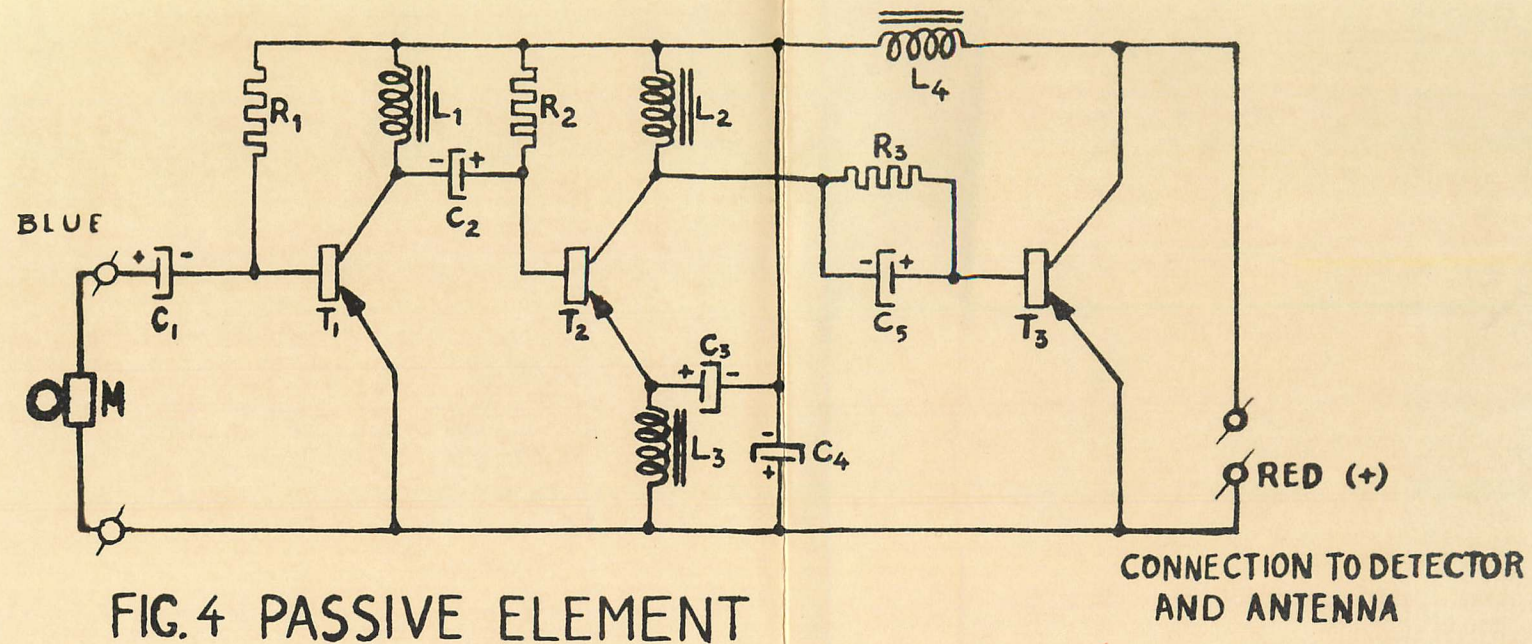 L4
R1
L1
R2
L2
R3
- +
C2
BLUE
+ -
C1
T1
T2
- +
C5
T3
C3
+ -
M
L3
-
+
C4
RED (+)
CONNECTION TO DETECTOR
AND ANTENNA
FIG. 4 PASSIVE ELEMENT